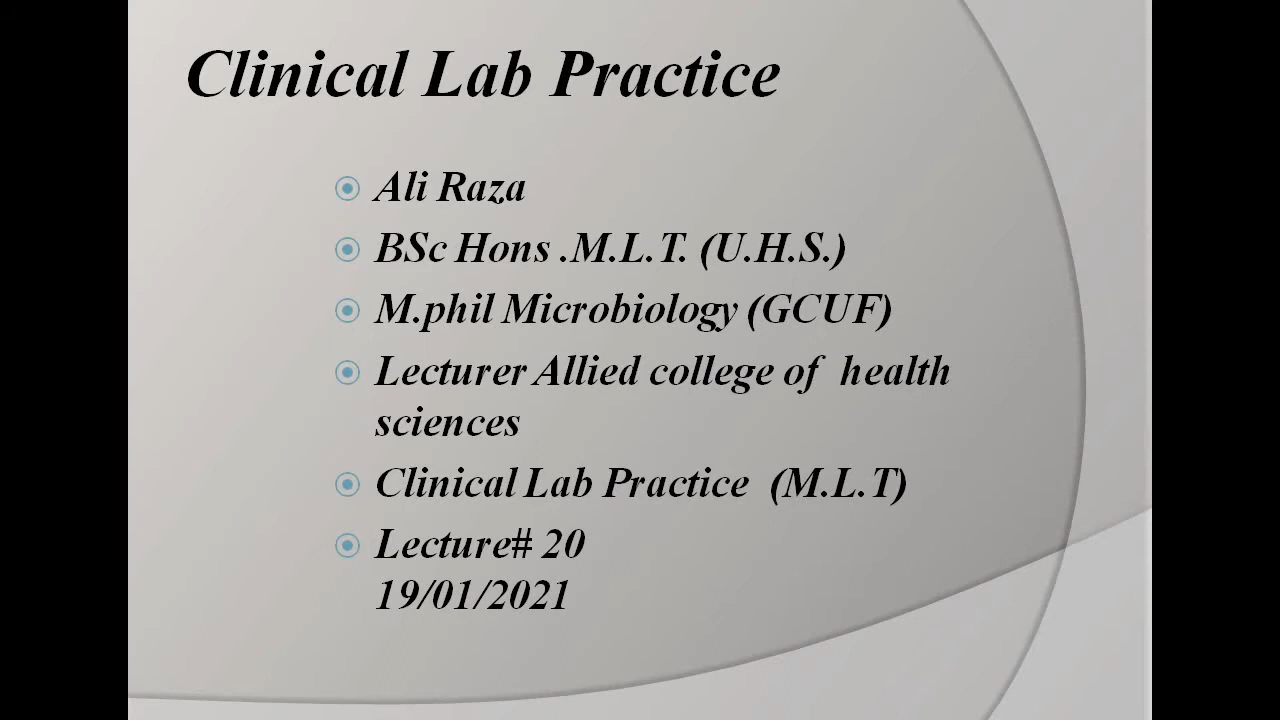 Clinical Lab Practice
Ali Raza
BSc Hons .M.L.T. (U.H.S.)
M.phil Microbiology (GCUF)
Lecturer Allied college of  health
sciences
Clinical Lab Practice  (M.L.T)
Lecture# 20
19/01/2021